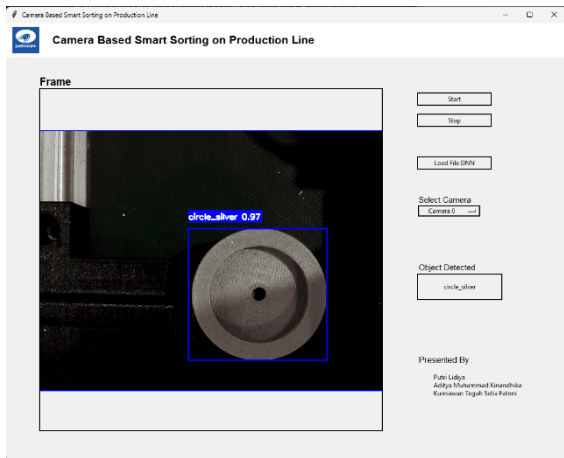 Camera Based Smart Sorting on Production Line
Camera Based Smart Sorting on Production Line
Frame
circle_silver 0.97
Start
Stop
Load File DNN
Select Camera
Camera 0
Object Detected
circle_silver
Presented By :
Putri Lidiya
Aditya Muhammad Kinandhika
Kurniawan Teguh Setia Fatoni